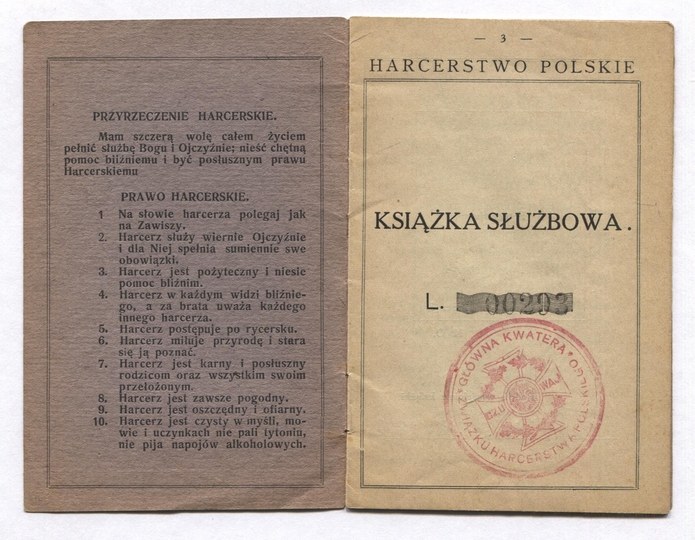 PRZYRZECZENIE HARCERSKIE.
Mam szczerą wolę całem życiem
pełnić służbę Bogu i Ojczyźnie; nieść chętną
pomoc bliźniemu i być posłusznym prawu
Harcerskiemu
PRAWO HARCERSKIE.
1 Na słowie harcerza polegaj jak
na Zawiszy.
2. Harcerz służy wiernie Ojczyźnie
i dla Niej spełnia sumiennie swe
obowiązki.
3. Harcerz jest pożyteczny i niesie
pomoc bliźnim.
4. Harcerz w każdym widzi bliźnie-
go, a za brata uważa każdego
innego harcerza.
5. Harcerz postępuje po rycersku.
6. Harcerz miłuje przyrodę i stara
się ją poznać.
7. Harcerz jest karny i posłuszny
rodzicom oraz wszystkim swoim
przełożonym.
8. Harcerz jest zawsze pogodny.
9. Harcerz jest oszczędny i ofiarny.
10. Harcerz jest czysty w myśli, mo-
wie i uczynkach nie pali tytoniu,
nie pija napojów alkoholowych.
— 3 —
HARCERSTWO POLSKIE
KSIĄŻKA SŁUŻBOWA.
L. 00293
GŁÓWNA KWATERA
ZWIĄZKU HARCERSTWA POLSKIEGO
CZUWAJ